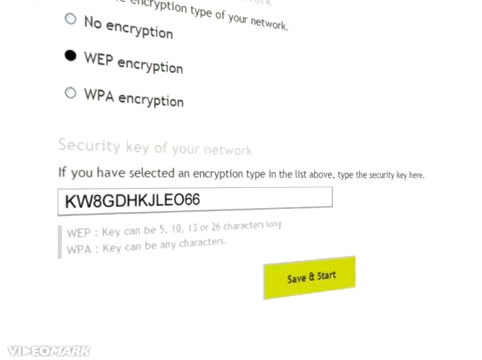 encryption type of your network.
No encryption
WEP encryption
WPA encryption
Security key of your network
If you have selected an encryption type in the list above, type the security key here.
KW8GDHKJLEO66
WEP : Key can be 5, 10, 13 or 26 characters long.
WPA : Key can be any characters.
Save & Start
VIDEOMARK